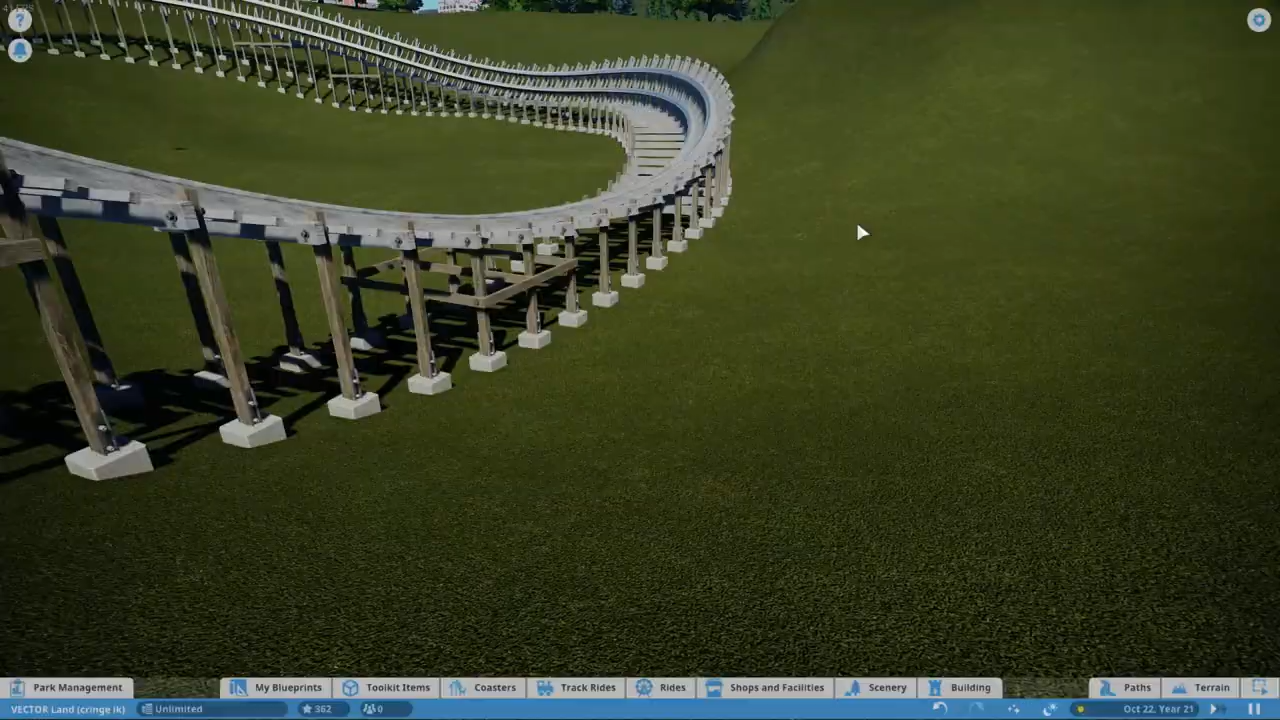 ?
Park Management
My Blueprints
Toolkit Items
Coasters
Track Rides
Rides
Shops and Facilities
Scenery
Building
Paths
Terrain
VECTOR Land (cringe ik)
Unlimited
362
0
Oct 22, Year 21